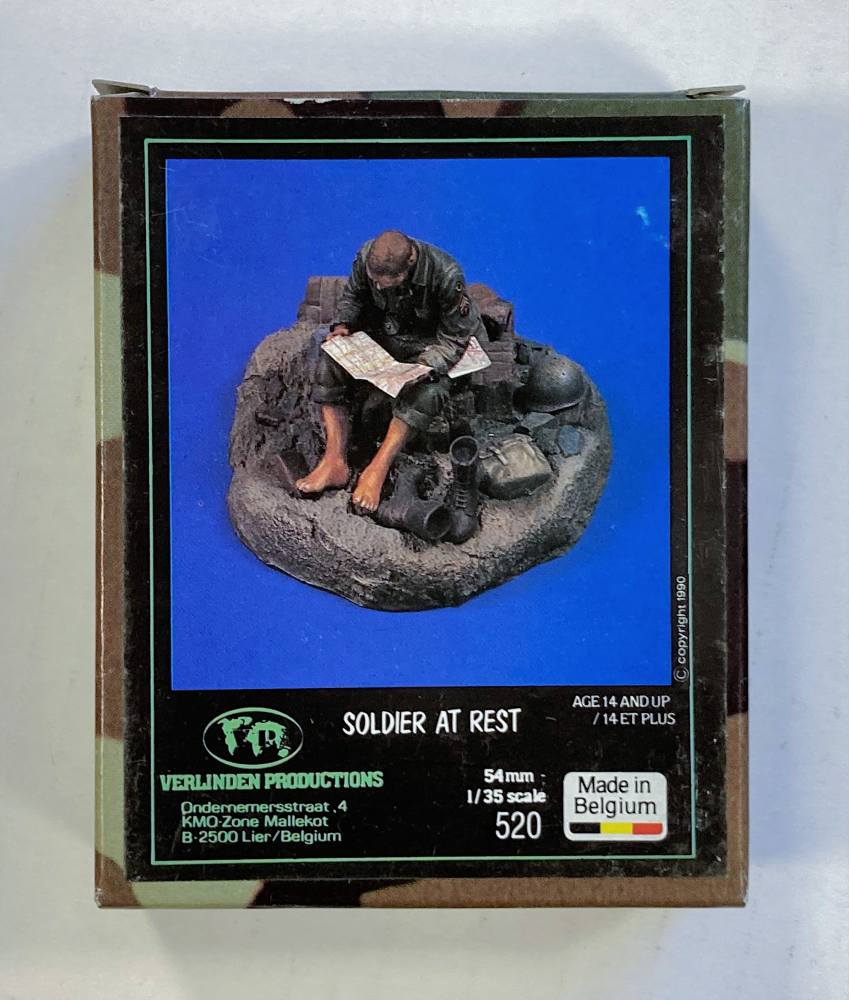 © copyright 1990
SOLDIER AT REST
AGE 14 AND UP
/ 14 ET PLUS
VP.
VERLINDEN PRODUCTIONS
Ondernemersstraat 4
KMO-Zone Mallekot
B-2500 Lier/Belgium
54mm -
1/35 scale
520
Made in
Belgium